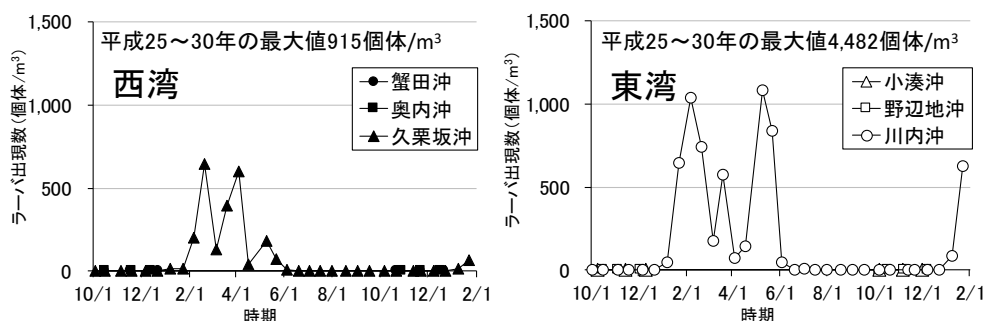 1,500
平成25～30年の最大値915個体/m³
西湾
蟹田沖
奥内沖
久栗坂沖
1,000
500
0
ラーバ出現数(個体/m³)
10/1 12/1 2/1 4/1 6/1 8/1 10/1 12/1 2/1
時期
1,500
平成25～30年の最大値4,482個体/m³
東湾
小湊沖
野辺地沖
川内沖
1,000
500
0
ラーバ出現数(個体/m³)
10/1 12/1 2/1 4/1 6/1 8/1 10/1 12/1 2/1
時期